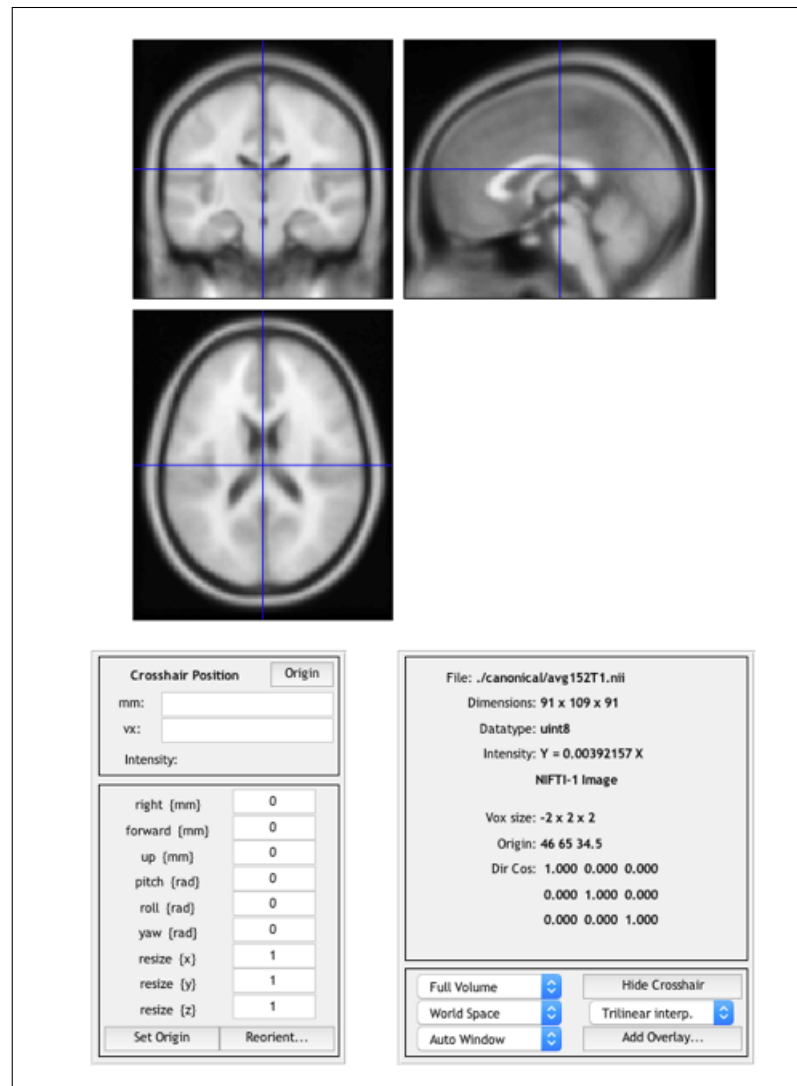 Crosshair Position Origin
mm:
vx:
Intensity:
right {mm} 0
forward {mm} 0
up {mm} 0
pitch {rad} 0
roll {rad} 0
yaw {rad} 0
resize {x} 1
resize {y} 1
resize {z} 1
Set Origin Reorient...
File: ./canonical/avg152T1.nii
Dimensions: 91 x 109 x 91
Datatype: uint8
Intensity: Y = 0.00392157 X
NIFTI-1 Image
Vox size: -2 x 2 x 2
Origin: 46 65 34.5
Dir Cos: 1.000 0.000 0.000
0.000 1.000 0.000
0.000 0.000 1.000
Full Volume Hide Crosshair
World Space Trilinear interp.
Auto Window Add Overlay...